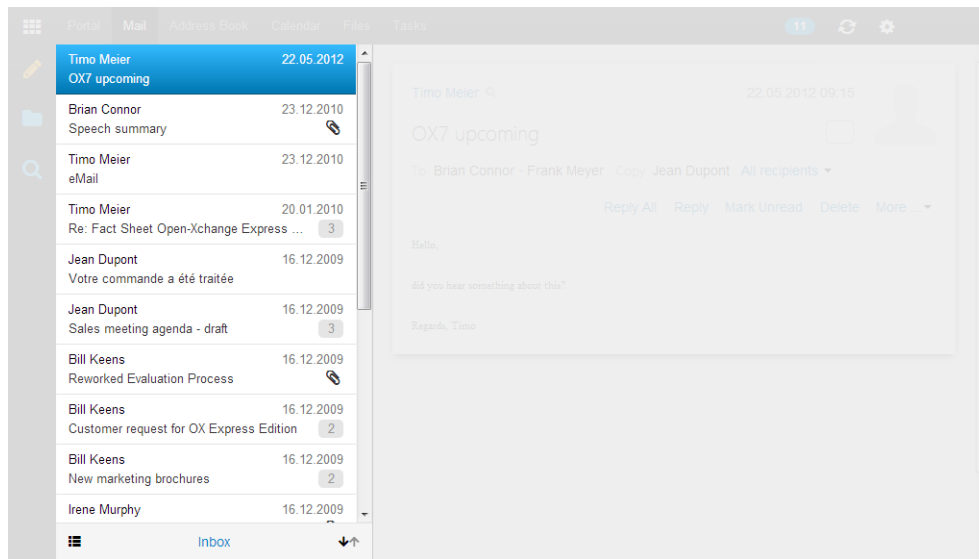 Portal Mail Address Book Calendar Files Tasks 11
Timo Meier 22.05.2012
OX7 upcoming
Brian Connor 23.12.2010
Speech summary
Timo Meier 23.12.2010
eMail
Timo Meier 20.01.2010
Re: Fact Sheet Open-Xchange Express ... 3
Jean Dupont 16.12.2009
Votre commande a été traitée
Jean Dupont 16.12.2009
Sales meeting agenda - draft 3
Bill Keens 16.12.2009
Reworked Evaluation Process
Bill Keens 16.12.2009
Customer request for OX Express Edition 2
Bill Keens 16.12.2009
New marketing brochures 2
Irene Murphy 16.12.2009
Inbox
Timo Meier 22.05.2012 09:15
OX7 upcoming
To: Brian Connor - Frank Meyer Copy: Jean Dupont All recipients
Reply All Reply Mark Unread Delete More ...
Hallo,
did you hear something about this?
Regards, Timo